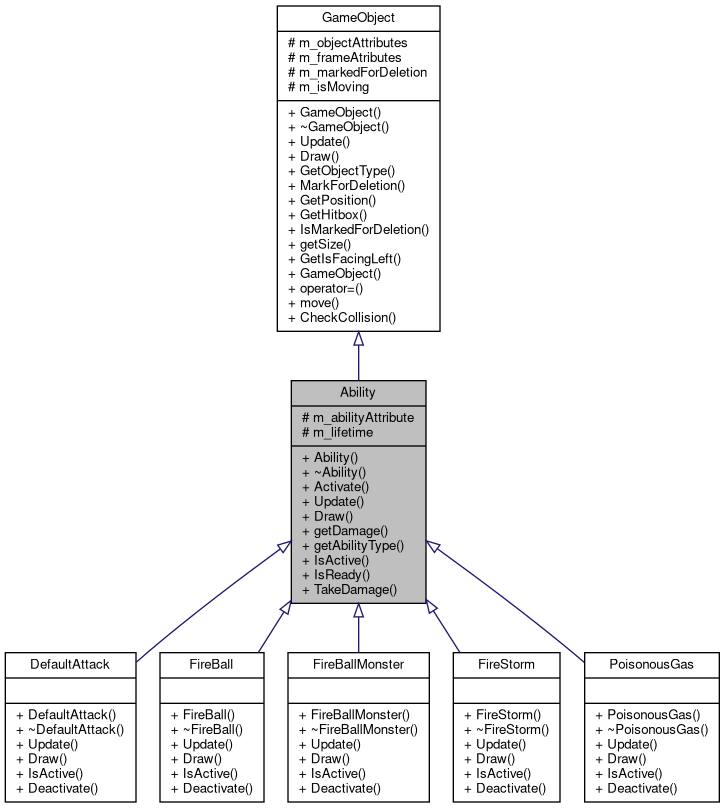 GameObject
# m_objectAttributes
# m_frameAtributes
# m_markedForDeletion
# m_isMoving
+ GameObject()
+ ~GameObject()
+ Update()
+ Draw()
+ GetObjectType()
+ MarkForDeletion()
+ GetPosition()
+ GetHitbox()
+ IsMarkedForDeletion()
+ getSize()
+ GetIsFacingLeft()
+ GameObject()
+ operator=()
+ move()
+ CheckCollision()
Ability
# m_abilityAttribute
# m_lifetime
+ Ability()
+ ~Ability()
+ Activate()
+ Update()
+ Draw()
+ getDamage()
+ getAbilityType()
+ IsActive()
+ IsReady()
+ TakeDamage()
DefaultAttack
+ DefaultAttack()
+ ~DefaultAttack()
+ Update()
+ Draw()
+ IsActive()
+ Deactivate()
FireBall
+ FireBall()
+ ~FireBall()
+ Update()
+ Draw()
+ IsActive()
+ Deactivate()
FireBallMonster
+ FireBallMonster()
+ ~FireBallMonster()
+ Update()
+ Draw()
+ IsActive()
+ Deactivate()
FireStorm
+ FireStorm()
+ ~FireStorm()
+ Update()
+ Draw()
+ IsActive()
+ Deactivate()
PoisonousGas
+ PoisonousGas()
+ ~PoisonousGas()
+ Update()
+ Draw()
+ IsActive()
+ Deactivate()